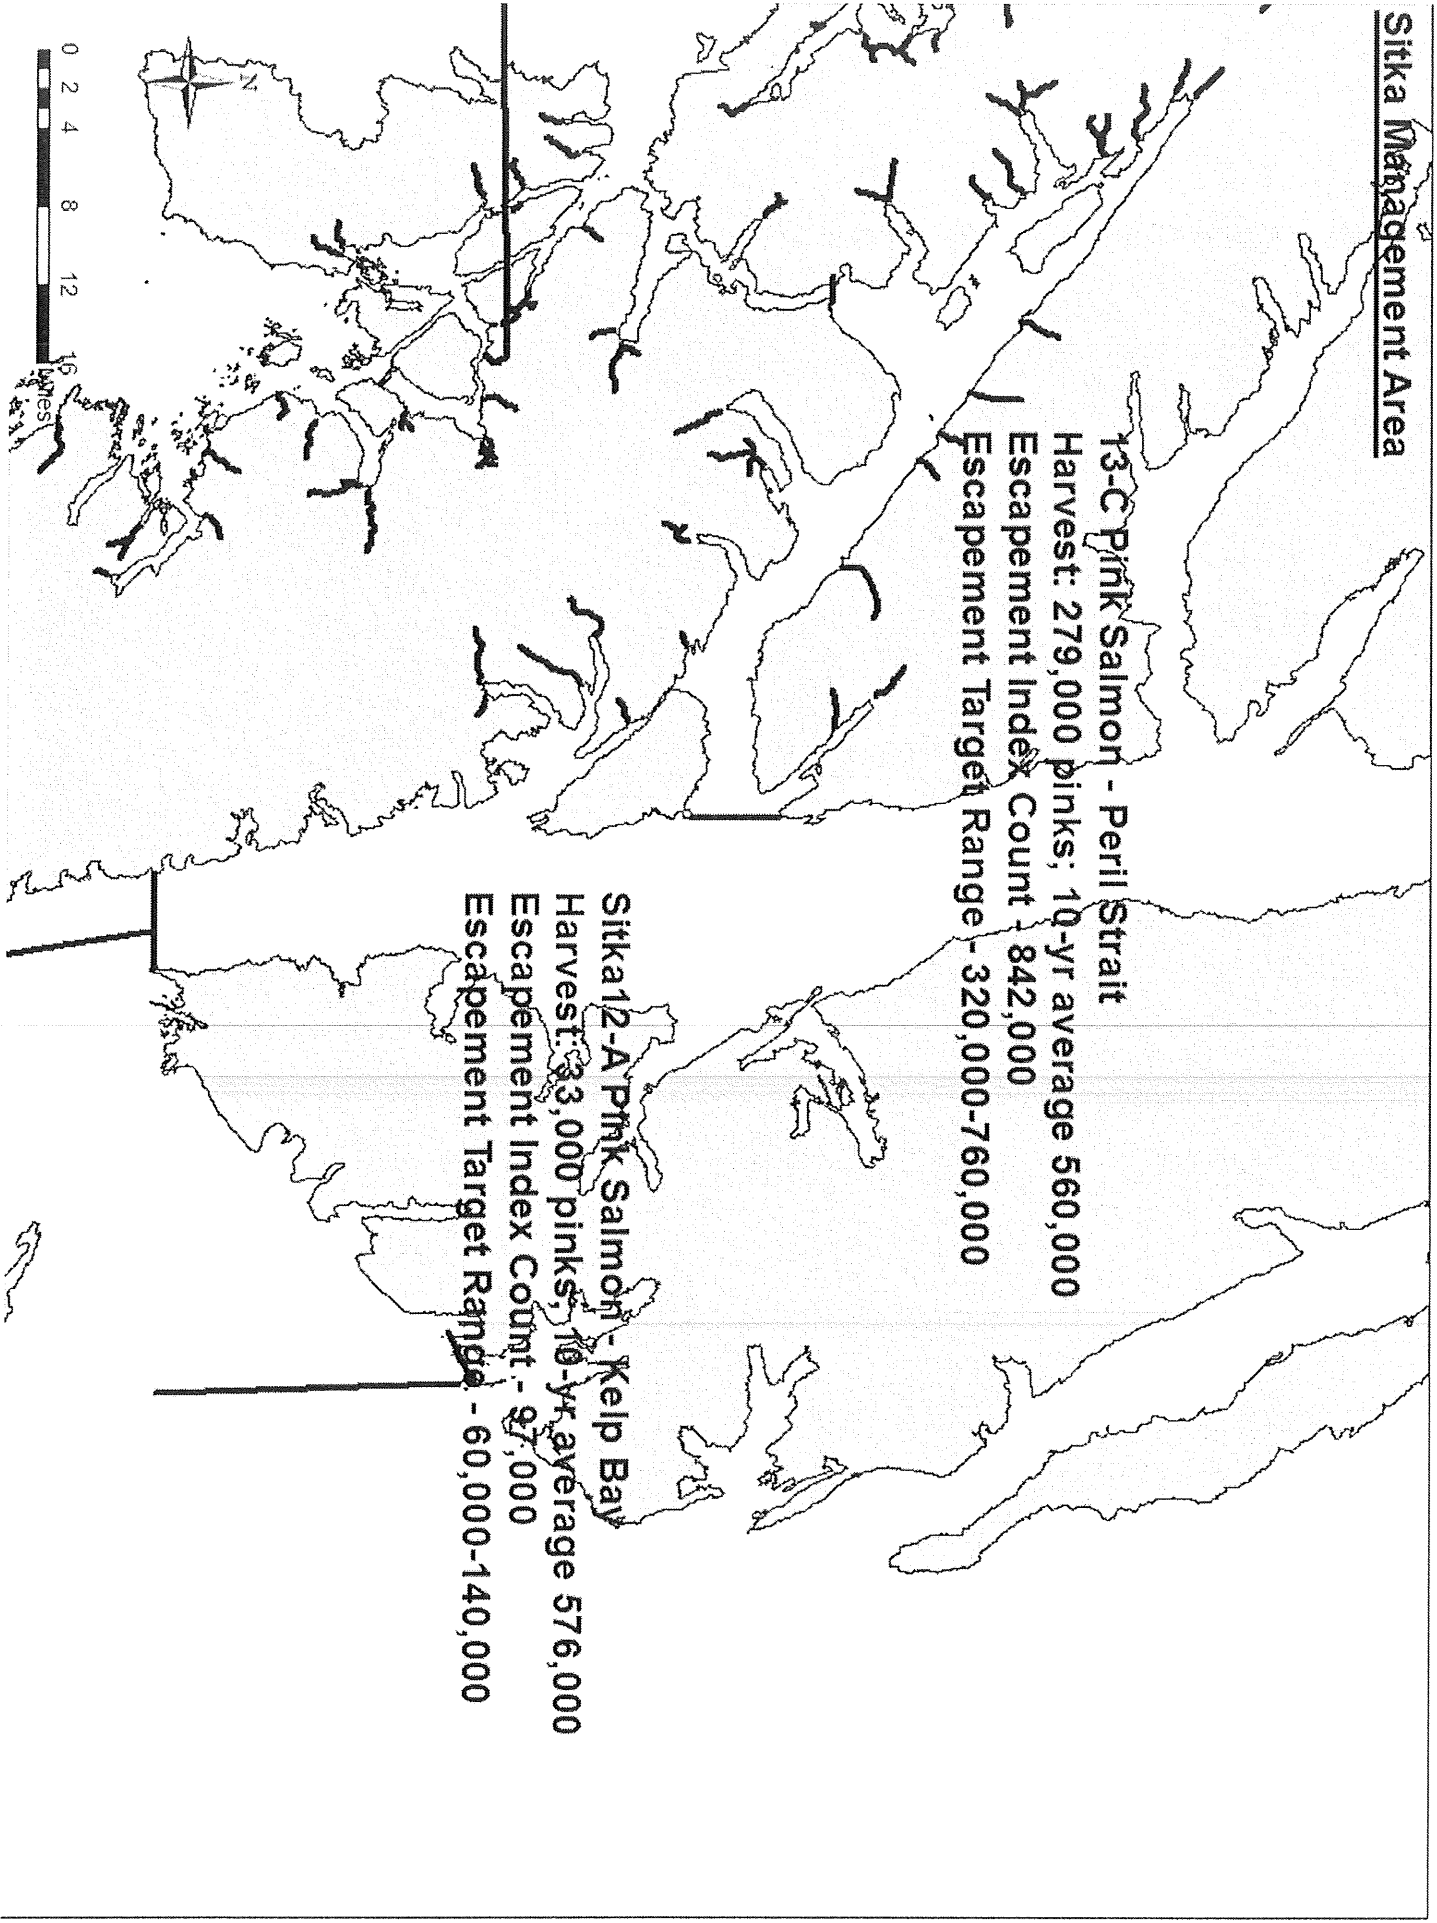 Sitka Management Area
13-C Pink Salmon - Peril Strait
Harvest: 279,000 pinks; 10-yr average 560,000
Escapement Index Count - 842,000
Escapement Target Range - 320,000-760,000
Sitka12-A Pink Salmon - Kelp Bay
Harvest: 33,000 pinks; 10-yr average 576,000
Escapement Index Count - 97,000
Escapement Target Range - 60,000-140,000
N
0 2 4 8 12 16
Miles